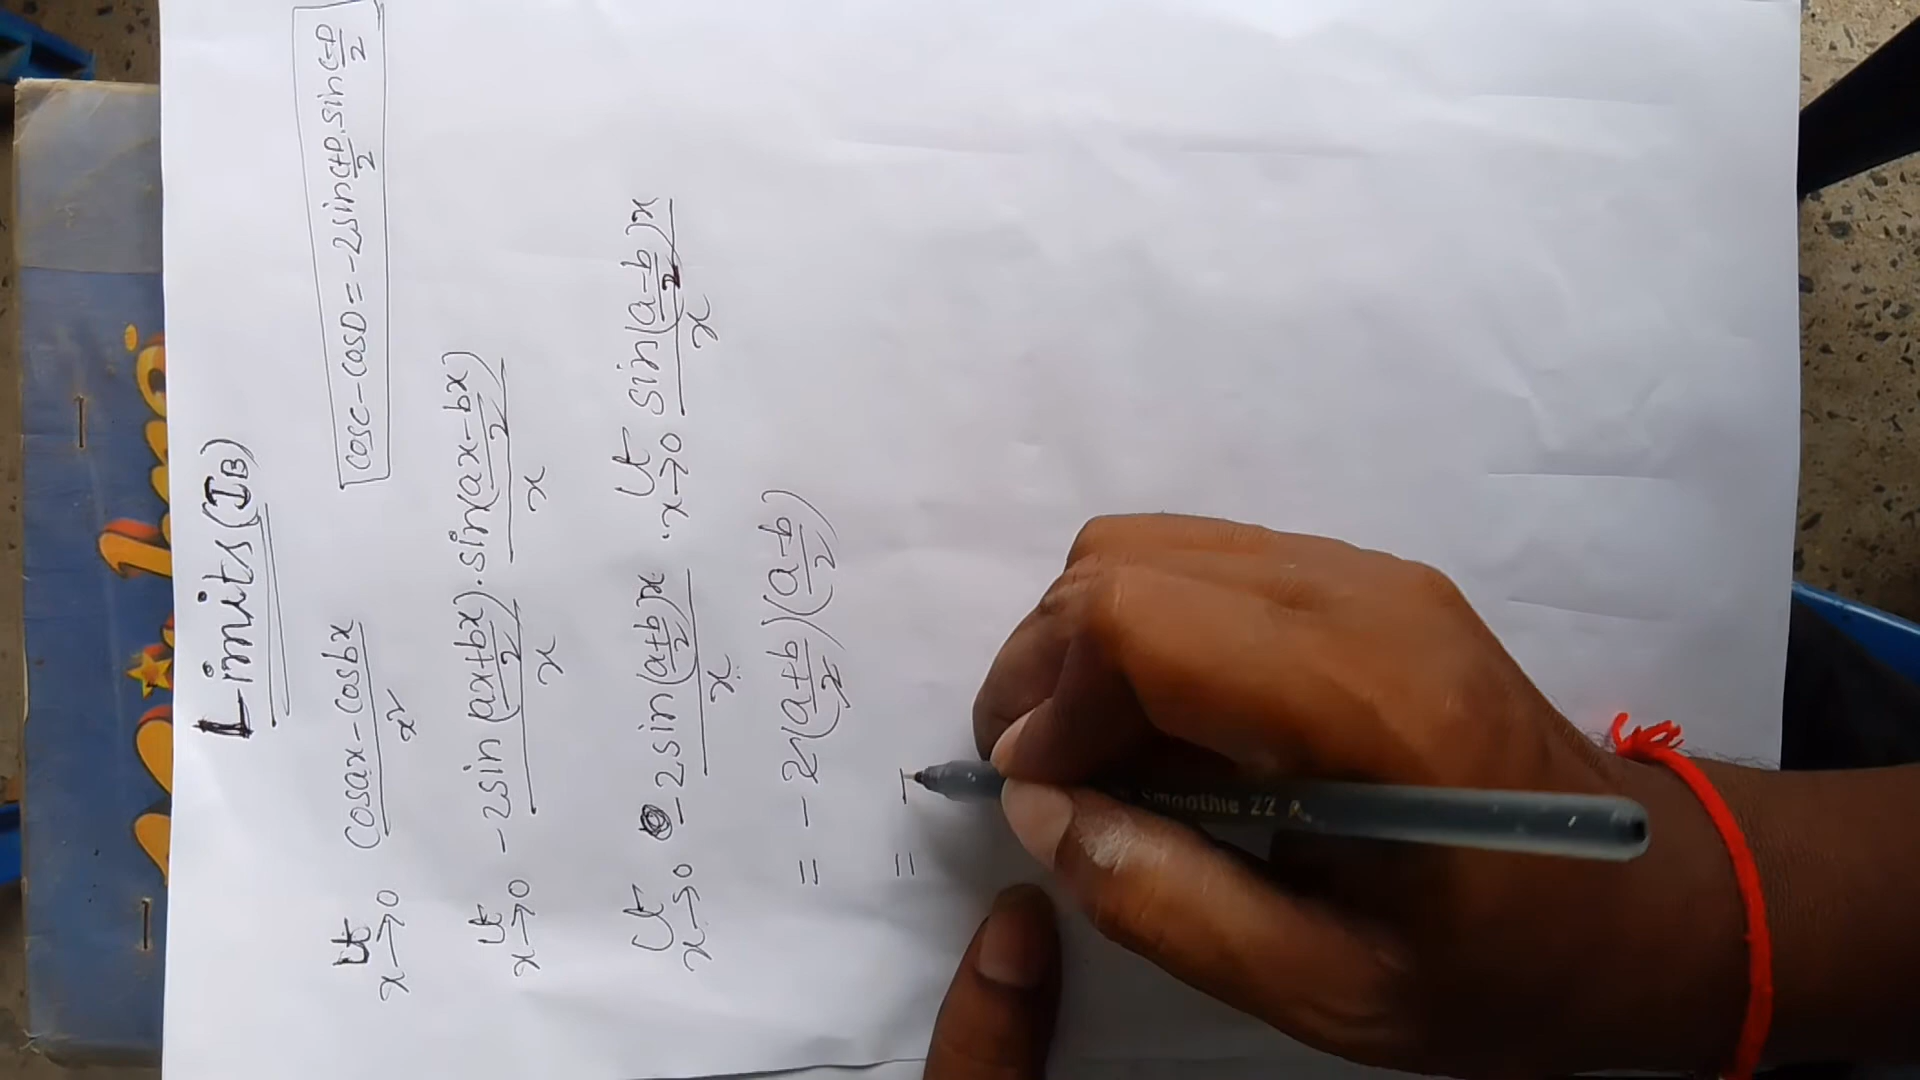 Limits(IB)
cosC-cosD=-2sin(C+D)/2.sin(C-D)/2
Lt x→0 (cosax-cosbx)/x²
Lt x→0 -2sin((ax+bx)/2)/x.sin((ax-bx)/2)/x
Lt x→0 -2sin((a+b)/2)x/x.Lt x→0 sin((a-b)/2)x/x
=-2((a+b)/2)((a-b)/2)
=
Smoothie 22